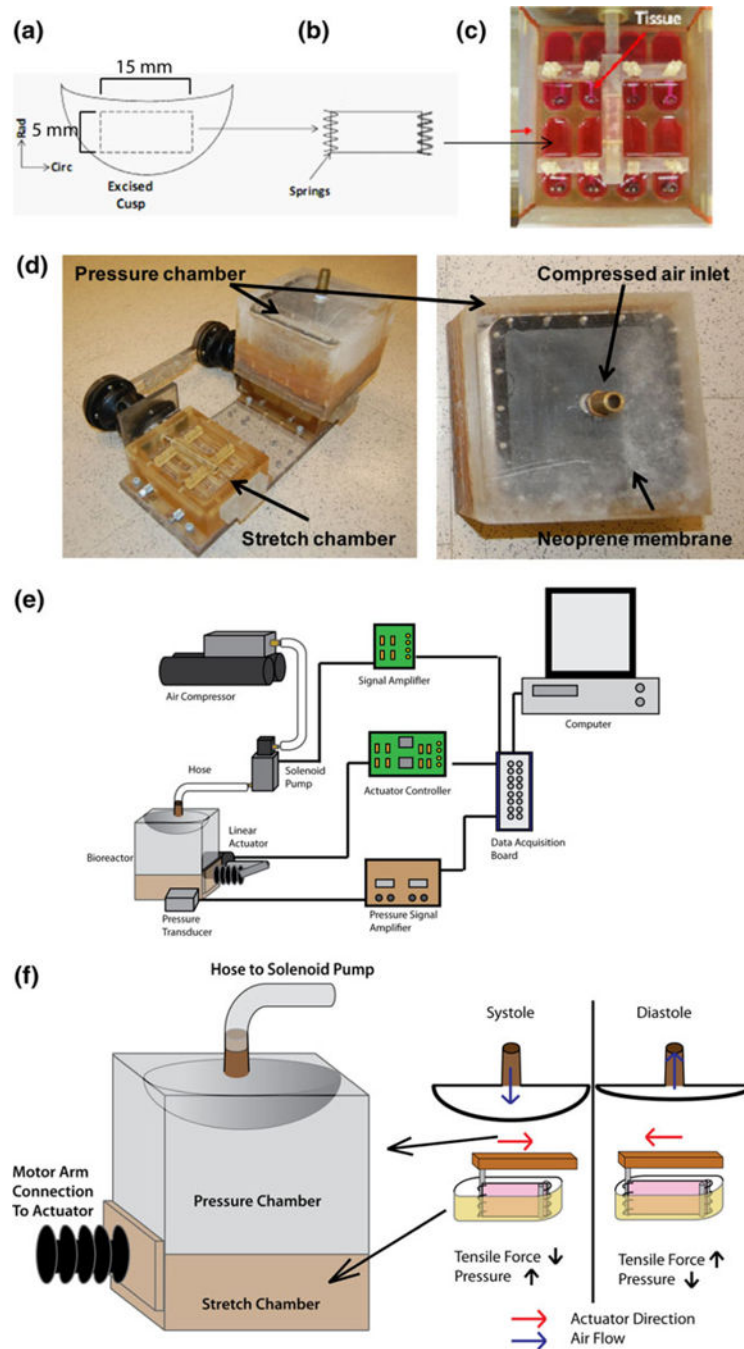 (a)
(b)
(c)
15 mm
5 mm
Rad
Circ
Excised
Cusp
Springs
Tissue
(d)
Pressure chamber
Stretch chamber
Compressed air inlet
Neoprene membrane
(e)
Air Compressor
Signal Amplifier
Computer
Hose
Solenoid
Pump
Actuator Controller
Linear
Actuator
Bioreactor
Data Acquisition
Board
Pressure
Transducer
Pressure Signal
Amplifier
(f)
Hose to Solenoid Pump
Systole
Diastole
Motor Arm
Connection
To Actuator
Pressure Chamber
Stretch Chamber
Tensile Force ↓
Pressure ↑
Tensile Force ↑
Pressure ↓
Actuator Direction
Air Flow